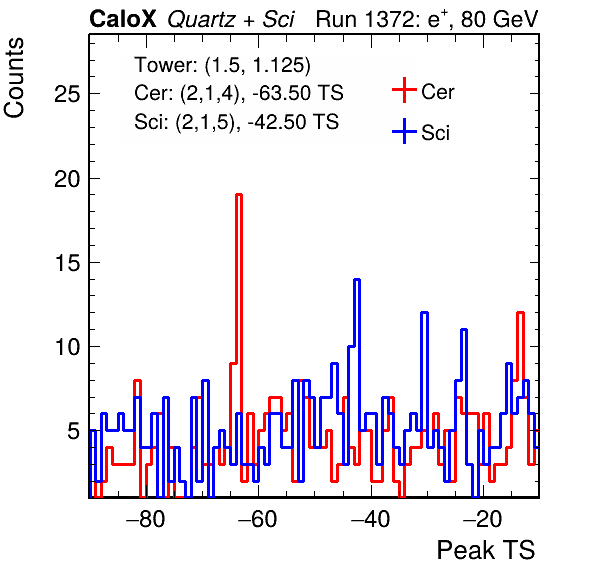 CaloX Quartz + Sci Run 1372: e+, 80 GeV
Counts
Tower: (1.5, 1.125)
Cer: (2,1,4), -63.50 TS
Sci: (2,1,5), -42.50 TS
Cer
Sci
25
20
15
10
5
−80 −60 −40 −20
Peak TS